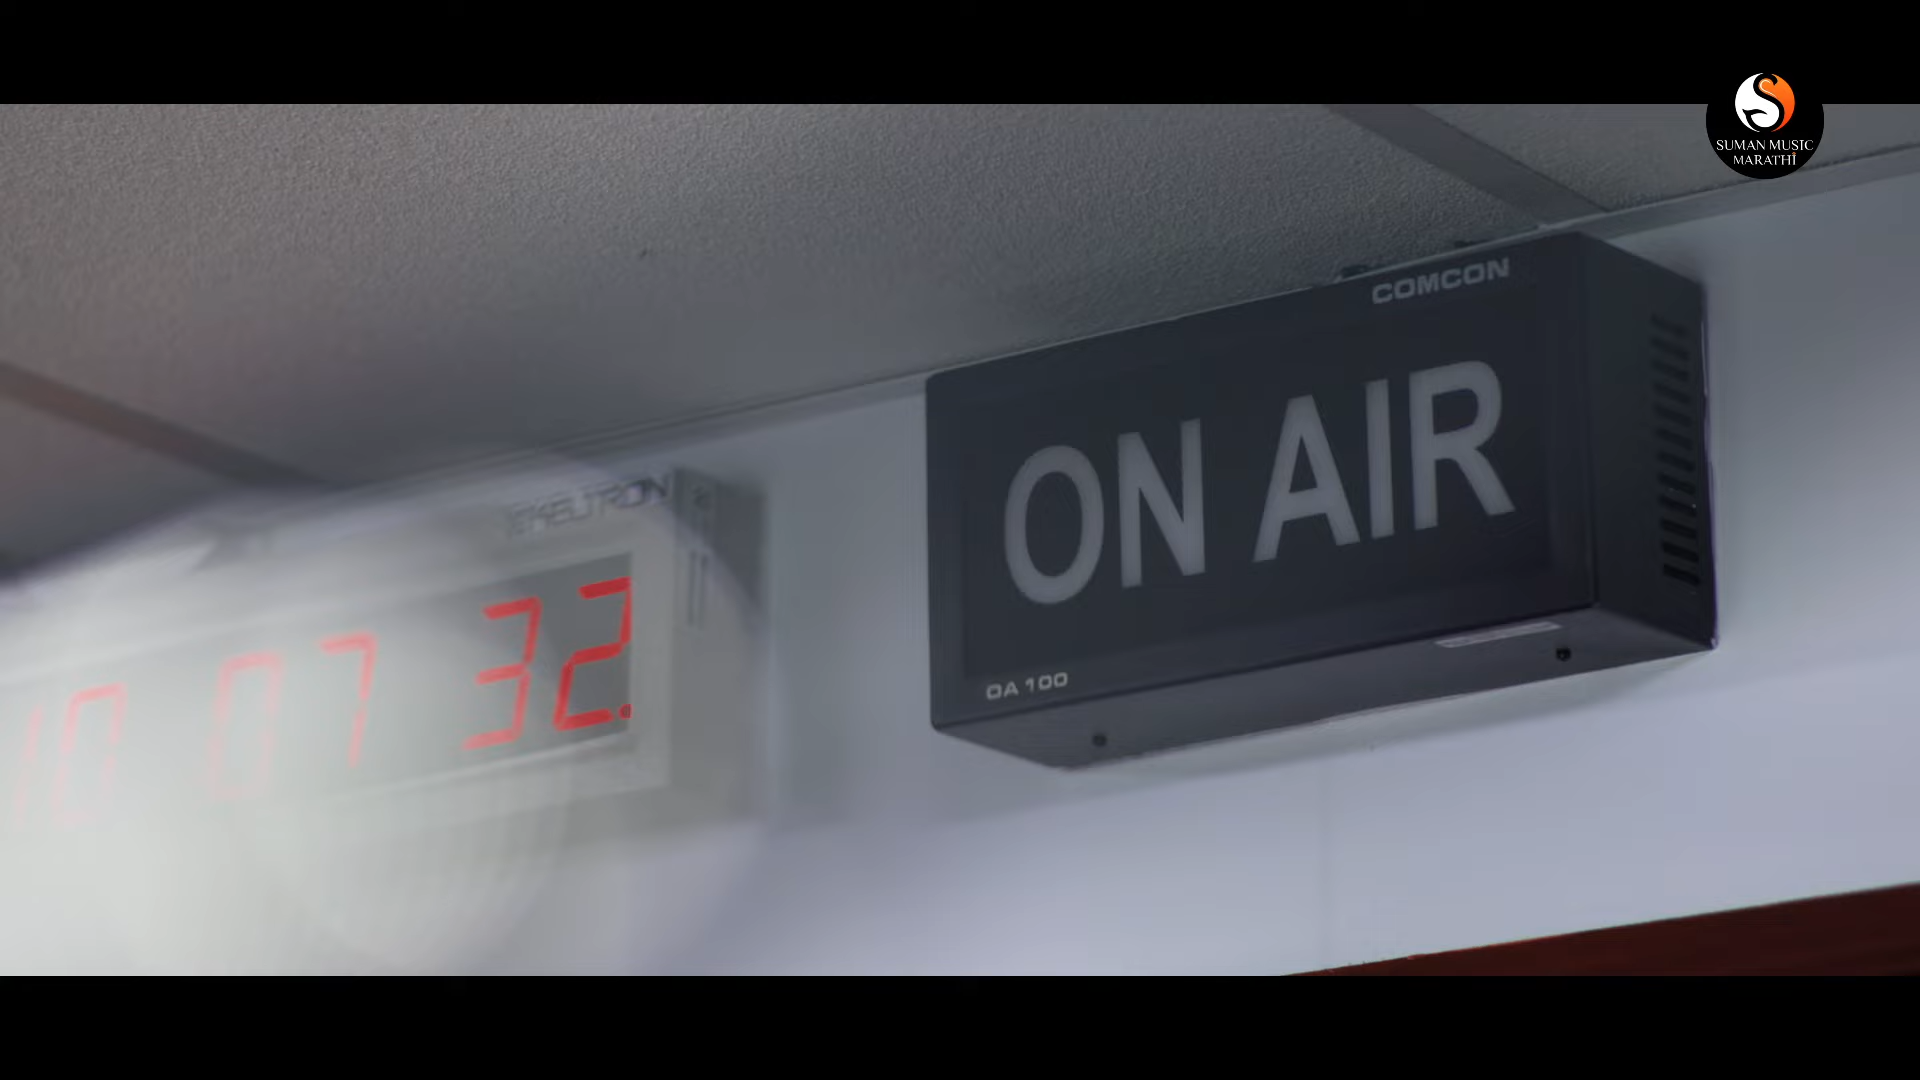 SUMAN MUSIC
MARATHI
COMCON
ON AIR
OA 100
10 07 32